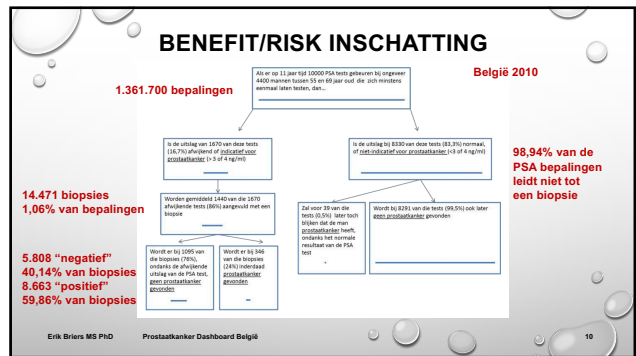 BENEFIT/RISK INSCHATTING
België 2010
1.361.700 bepalingen
Als er op 11 jaar tijd 10000 PSA tests gebeuren bij ongeveer
4400 mannen tussen 55 en 69 jaar oud die zich minstens
eenmaal laten testen, dan...
Is de uitslag van 1670 van deze tests
(16,7%) afwijkend of indicatief voor
prostaatkanker (> 3 of 4 ng/ml)
Is de uitslag bij 8330 van deze tests (83,3%) normaal,
of niet-indicatief voor prostaatkanker (<3 of 4 ng/ml)
98,94% van de
PSA bepalingen
leidt niet tot
een biopsie
14.471 biopsies
1,06% van bepalingen
Worden gemiddeld 1440 van die 1670
afwijkende tests (86%) aangevuld met een
biopsie
Zal voor 39 van die
tests (0,5%) later toch
blijken dat de man
prostaatkanker heeft,
ondanks het normale
resultaat van de PSA
test
Wordt bij 8291 van die tests (99,5%) ook later
geen prostaatkanker gevonden
5.808 “negatief”
40,14% van biopsies
8.663 “positief”
59,86% van biopsies
Wordt er bij 1095 van
die biopsies (76%),
ondanks de afwijkende
uitslag van de PSA test,
geen prostaatkanker
gevonden
Wordt er bij 346
van die biopsies
(24%) inderdaad
prostaatkanker
gevonden
Erik Briers MS PhD
Prostaatkanker Dashboard België
10